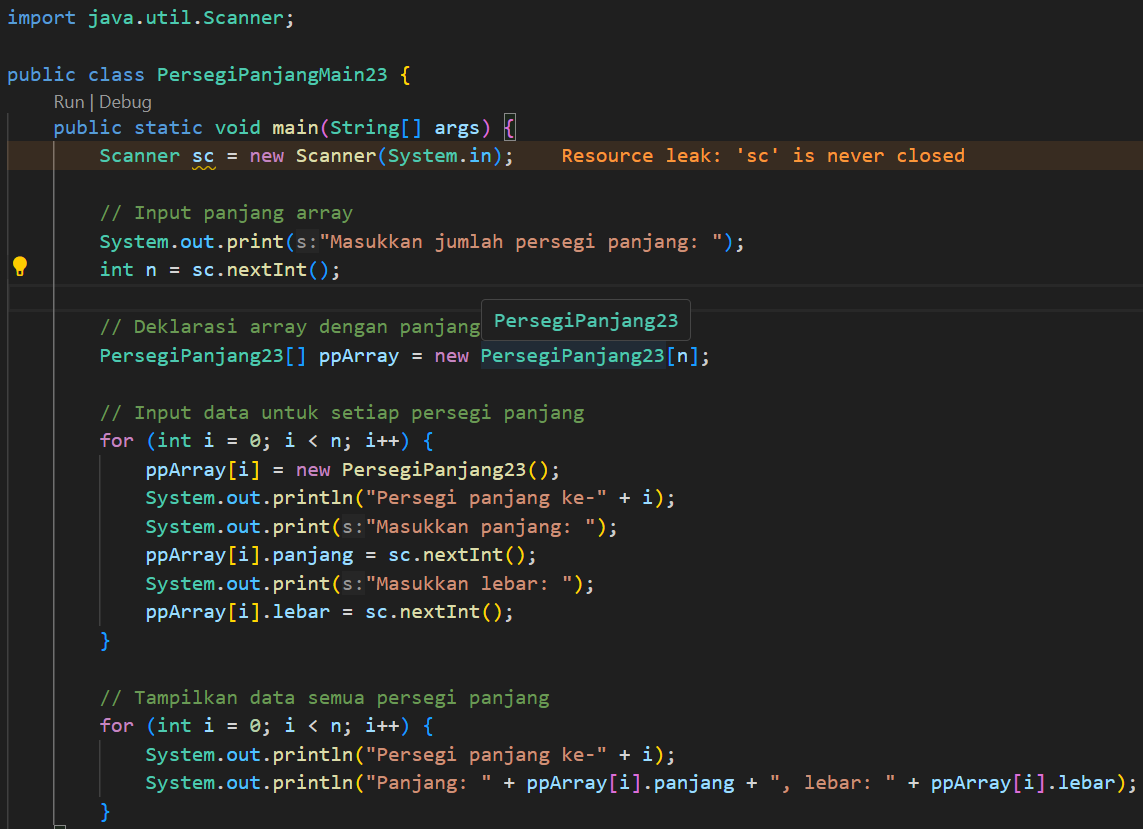 import java.util.Scanner;
public class PersegiPanjangMain23 {
Run | Debug
public static void main(String[] args) {
Scanner sc = new Scanner(System.in);    Resource leak: 'sc' is never closed
// Input panjang array
System.out.print(s:"Masukkan jumlah persegi panjang: ");
int n = sc.nextInt();
PersegiPanjang23
// Deklarasi array dengan panjang
PersegiPanjang23[] ppArray = new PersegiPanjang23[n];
// Input data untuk setiap persegi panjang
for (int i = 0; i < n; i++) {
ppArray[i] = new PersegiPanjang23();
System.out.println("Persegi panjang ke-" + i);
System.out.print(s:"Masukkan panjang: ");
ppArray[i].panjang = sc.nextInt();
System.out.print(s:"Masukkan lebar: ");
ppArray[i].lebar = sc.nextInt();
}
// Tampilkan data semua persegi panjang
for (int i = 0; i < n; i++) {
System.out.println("Persegi panjang ke-" + i);
System.out.println("Panjang: " + ppArray[i].panjang + ", lebar: " + ppArray[i].lebar);
}